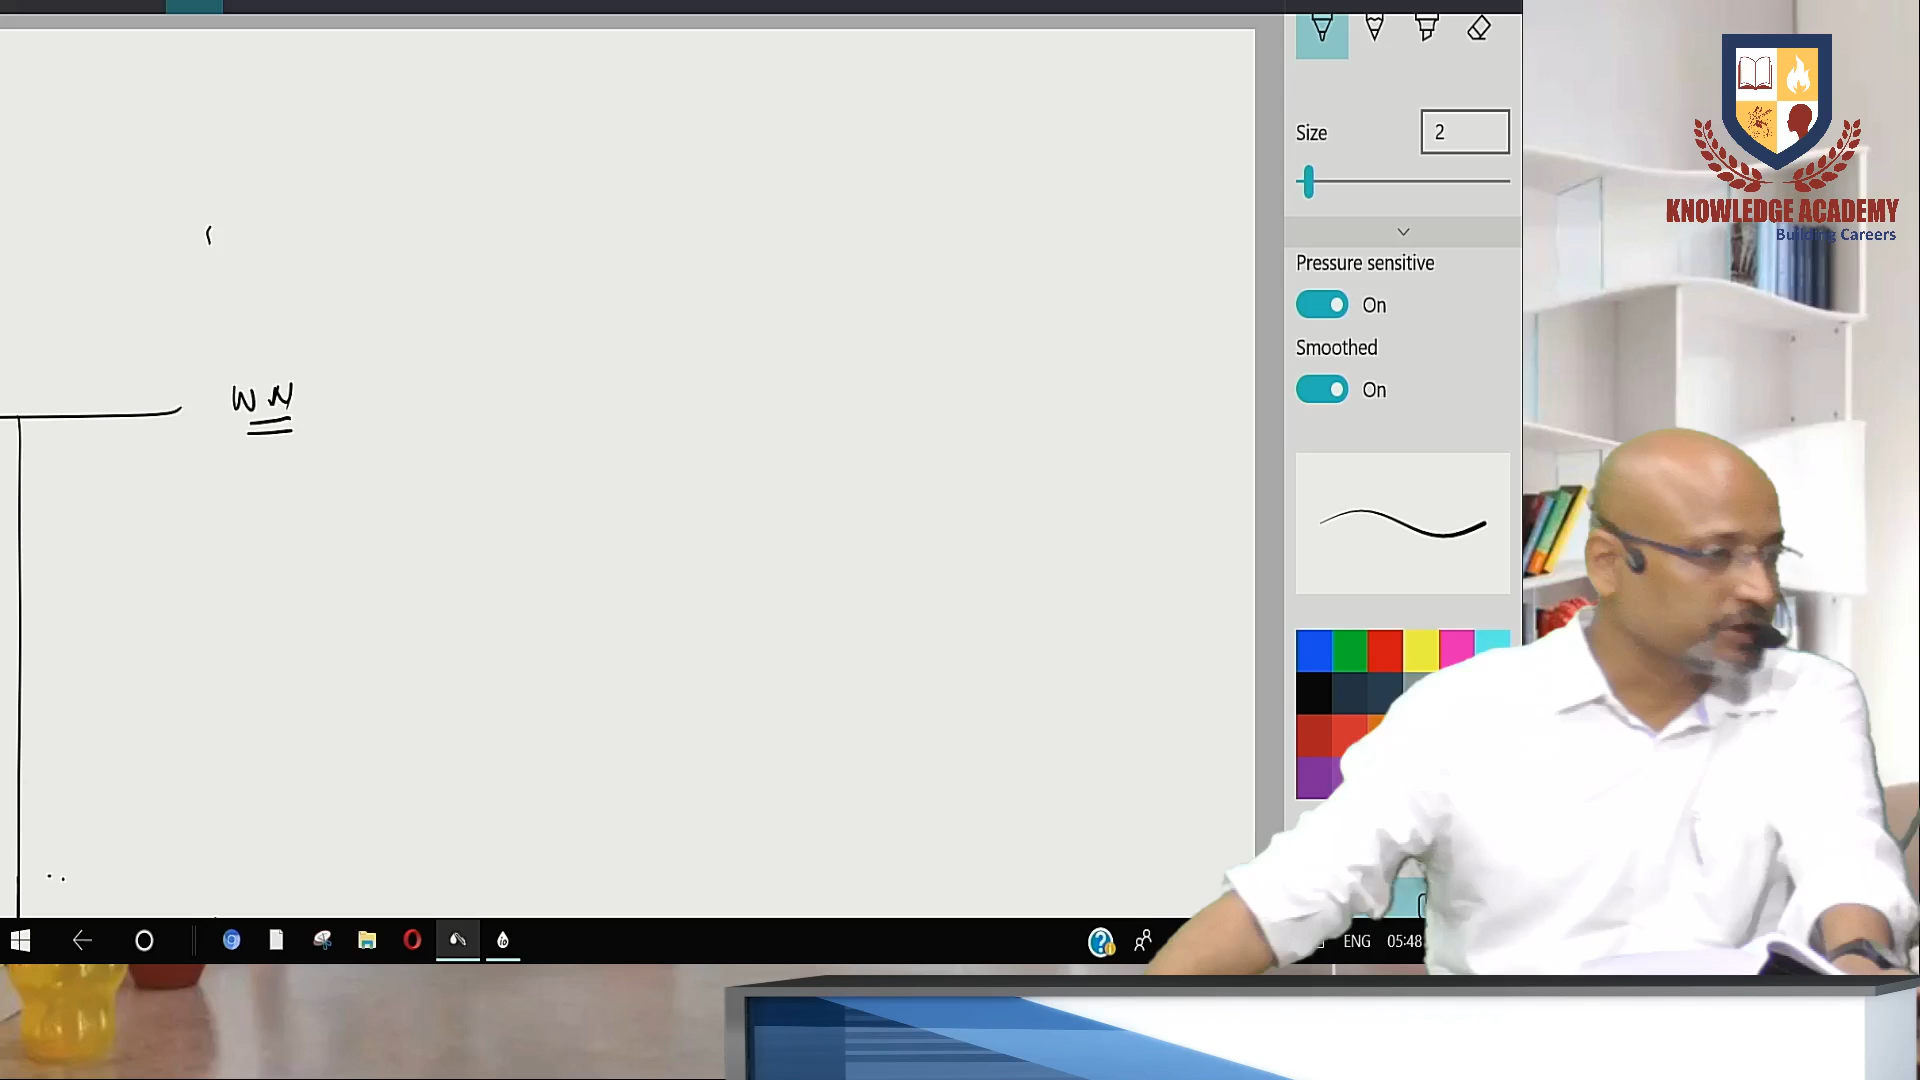 Size
2
Pressure sensitive
On
Smoothed
On
W N
ENG
05:48
KNOWLEDGE ACADEMY
Building Careers